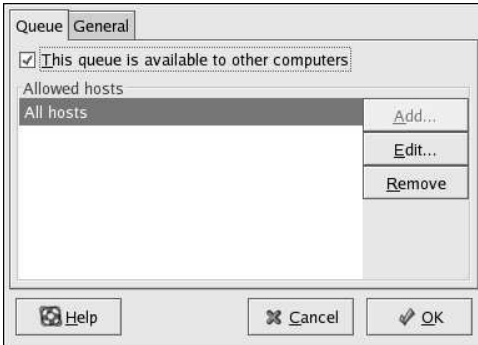 Queue General
This queue is available to other computers
Allowed hosts
All hosts
Add...
Edit...
Remove
Help Cancel OK